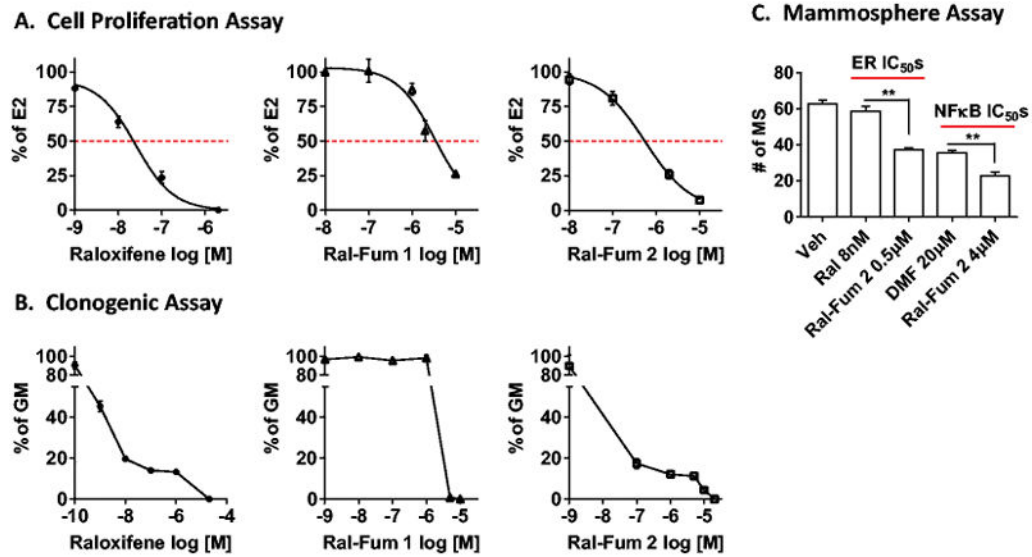 A. Cell Proliferation Assay
% of E2
100
75
50
25
0
-9 -8 -7 -6
Raloxifene log [M]
% of E2
100
75
50
25
0
-8 -7 -6 -5
Ral-Fum 1 log [M]
% of E2
100
75
50
25
0
-8 -7 -6 -5
Ral-Fum 2 log [M]
B. Clonogenic Assay
% of GM
100
80
40
20
0
-10 -8 -6 -4
Raloxifene log [M]
% of GM
100
80
40
20
0
-9 -8 -7 -6 -5
Ral-Fum 1 log [M]
% of GM
100
80
40
20
0
-9 -8 -7 -6 -5
Ral-Fum 2 log [M]
C. Mammosphere Assay
# of MS
80
60
40
20
0
ER IC50s
**
NFκB IC50s
**
Veh
Ral 8nM
Ral-Fum 2 0.5μM
DMF 20μM
Ral-Fum 2 4μM